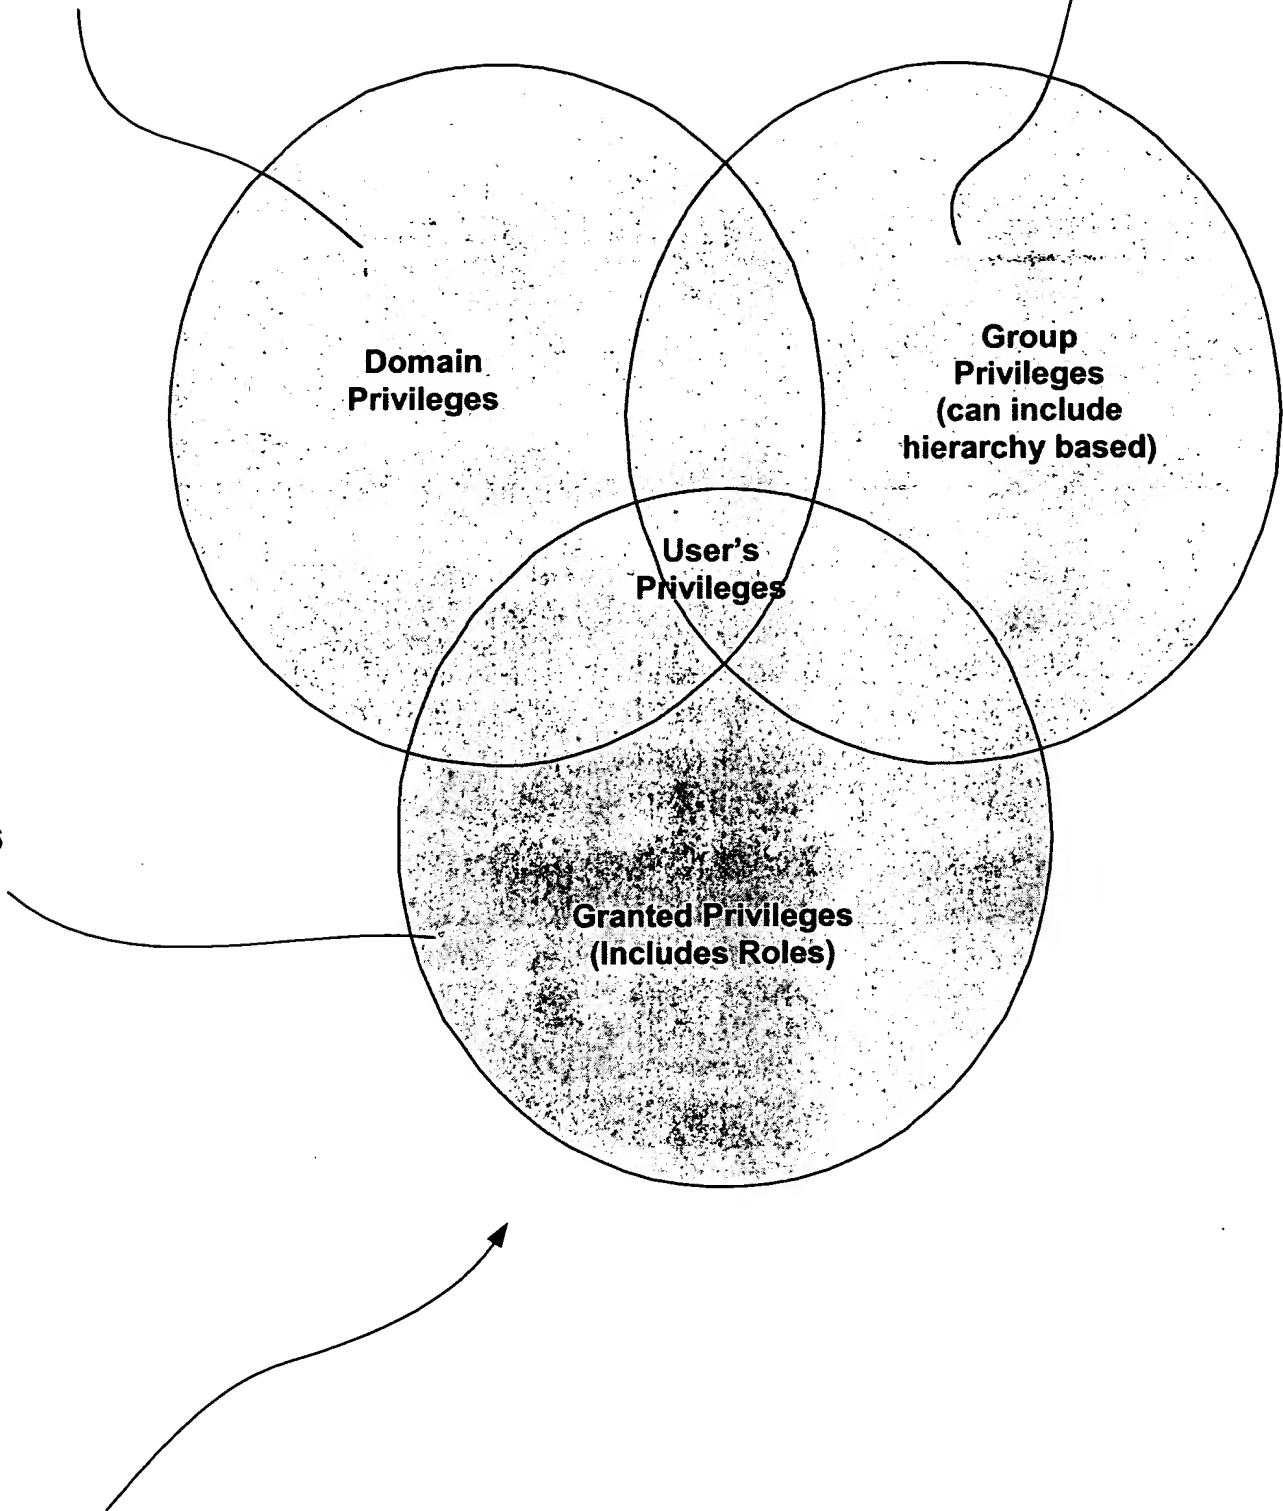 Domain
Privileges
Group
Privileges
(can include
hierarchy based)
User's
Privileges
Granted Privileges
(Includes Roles)